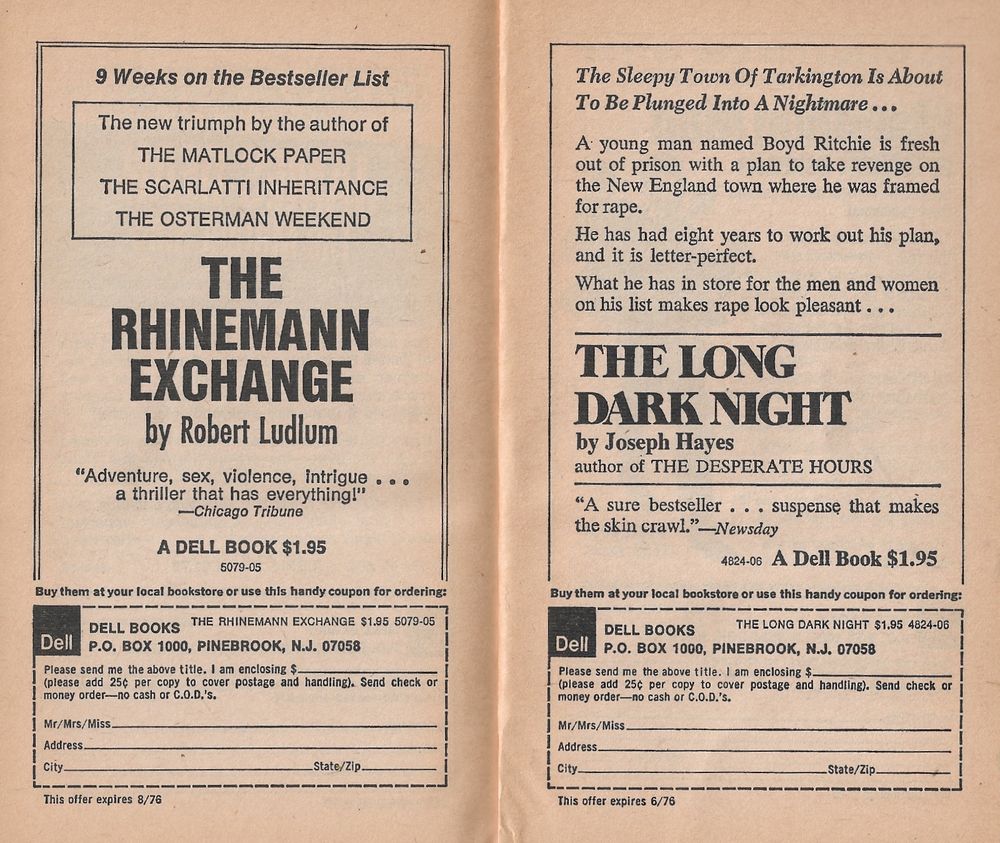 9 Weeks on the Bestseller List
The new triumph by the author of
THE MATLOCK PAPER
THE SCARLATTI INHERITANCE
THE OSTERMAN WEEKEND
THE
RHINEMANN
EXCHANGE
by Robert Ludlum
“Adventure, sex, violence, intrigue ...
a thriller that has everything!”
—Chicago Tribune
A DELL BOOK $1.95
5079-05
Buy them at your local bookstore or use this handy coupon for ordering:
Dell
DELL BOOKS THE RHINEMANN EXCHANGE $1.95 5079-05
P.O. BOX 1000, PINEBROOK, N.J. 07058
Please send me the above title. I am enclosing $
(please add 25¢ per copy to cover postage and handling). Send check or
money order—no cash or C.O.D.'s.
Mr/Mrs/Miss
Address
City State/Zip
This offer expires 8/76
The Sleepy Town Of Tarkington Is About
To Be Plunged Into A Nightmare ...
A young man named Boyd Ritchie is fresh
out of prison with a plan to take revenge on
the New England town where he was framed
for rape.
He has had eight years to work out his plan,
and it is letter-perfect.
What he has in store for the men and women
on his list makes rape look pleasant ...
THE LONG
DARK NIGHT
by Joseph Hayes
author of THE DESPERATE HOURS
“A sure bestseller . . . suspense that makes
the skin crawl.”—Newsday
4824-06 A Dell Book $1.95
Buy them at your local bookstore or use this handy coupon for ordering:
Dell
DELL BOOKS THE LONG DARK NIGHT $1.95 4824-06
P.O. BOX 1000, PINEBROOK, N.J. 07058
Please send me the above title. I am enclosing $
(please add 25¢ per copy to cover postage and handling). Send check or
money order—no cash or C.O.D.'s.
Mr/Mrs/Miss
Address
City State/Zip
This offer expires 6/76